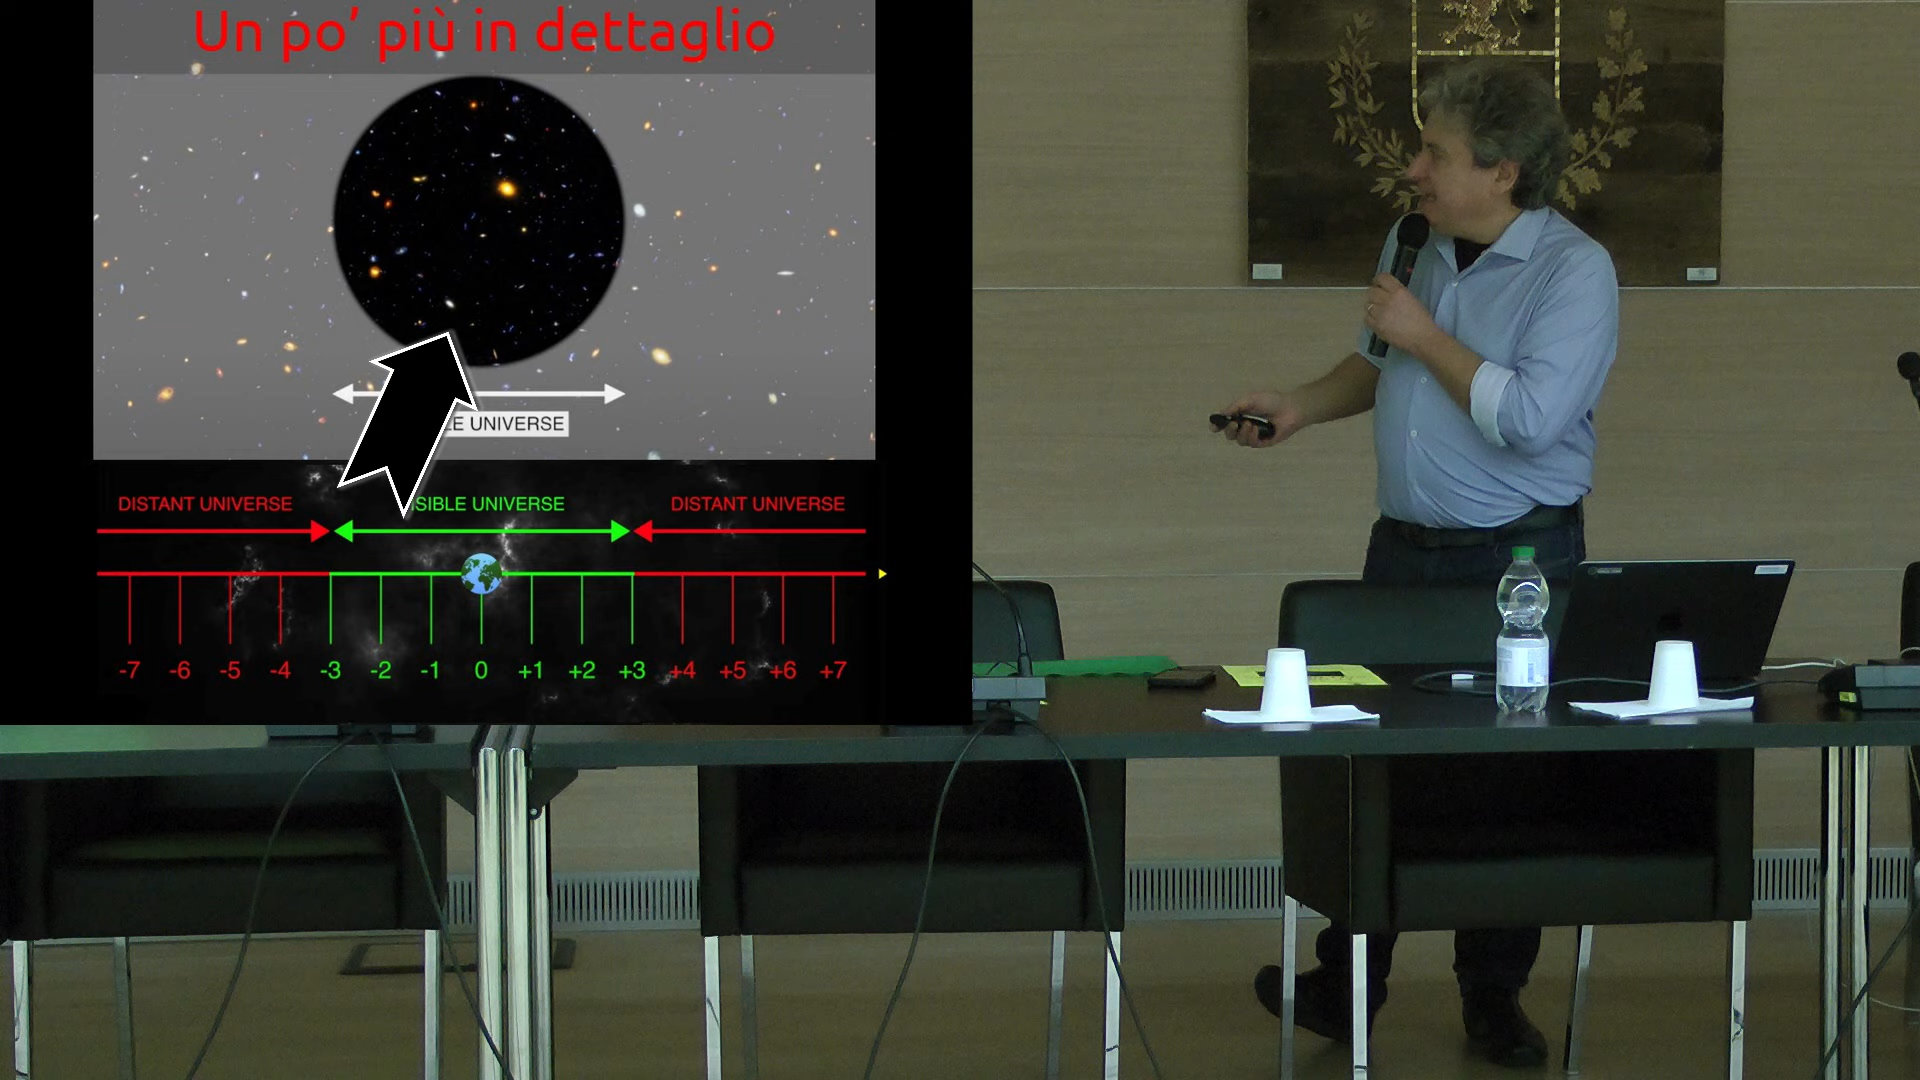 Un po' più in dettaglio
LE UNIVERSE
DISTANT UNIVERSE
SIBLE UNIVERSE
DISTANT UNIVERSE
-7 -6 -5 -4 -3 -2 -1 0 +1 +2 +3 +4 +5 +6 +7